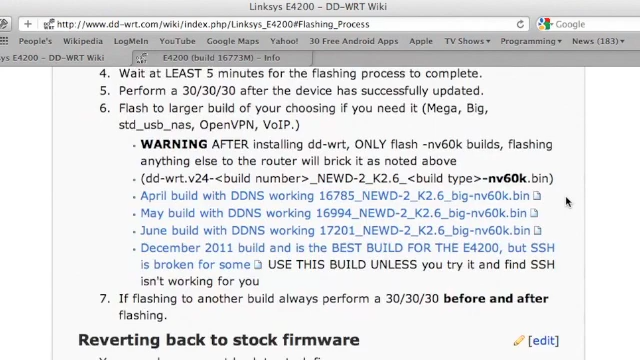 Linksys E4200 - DD-WRT Wiki
http://www.dd-wrt.com/wiki/index.php/Linksys_E4200#Flashing_Process
Google
People's Wikipedia LogMeIn YouTube Google Maps Yahoo! 30 Free Android Apps Apple TV Shows Programming News (183)
sys E4200 - DD-WRT Wiki E4200 (build 16773M) - Info
4. Wait at LEAST 5 minutes for the flashing process to complete.
5. Perform a 30/30/30 after the device has successfully updated.
6. Flash to larger build of your choosing if you need it (Mega, Big,
std_usb_nas, OpenVPN, VoIP.)
WARNING AFTER installing dd-wrt, ONLY flash -nv60k builds, flashing
anything else to the router will brick it as noted above
(dd-wrt.v24-<build number>_NEWD-2_K2.6_<build type>-nv60k.bin)
April build with DDNS working 16785_NEWD-2_K2.6_big-nv60k.bin
May build with DDNS working 16994_NEWD-2_K2.6_big-nv60k.bin
June build with DDNS working 17201_NEWD-2_K2.6_big-nv60k.bin
December 2011 build and is the BEST BUILD FOR THE E4200, but SSH
is broken for some USE THIS BUILD UNLESS you try it and find SSH
isn't working for you
7. If flashing to another build always perform a 30/30/30 before and after
flashing.
Reverting back to stock firmware [edit]